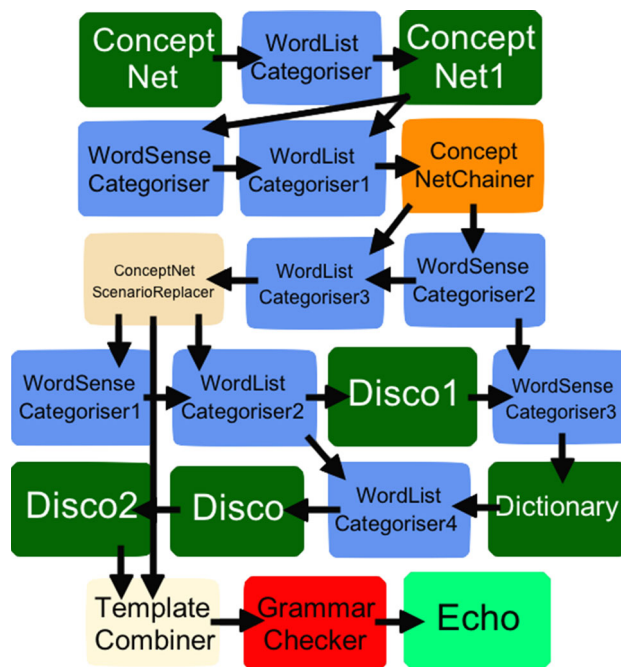 Concept
Net
WordList
Categoriser
Concept
Net1
WordSense
Categoriser
WordList
Categoriser1
Concept
NetChainer
ConceptNet
ScenarioReplacer
WordList
Categoriser3
WordSense
Categoriser2
WordSense
Categoriser1
WordList
Categoriser2
Disco1
WordSense
Categoriser3
Disco2
Disco
WordList
Categoriser4
Dictionary
Template
Combiner
Grammar
Checker
Echo